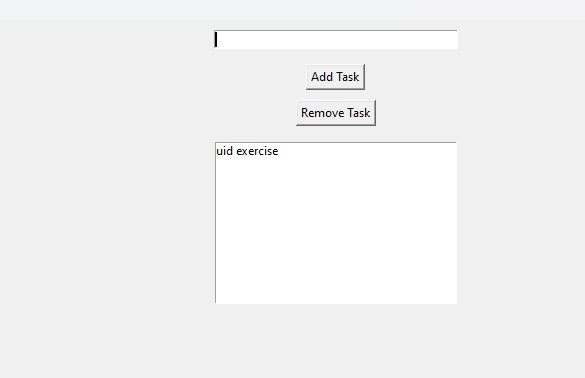 Add Task
Remove Task
uid exercise